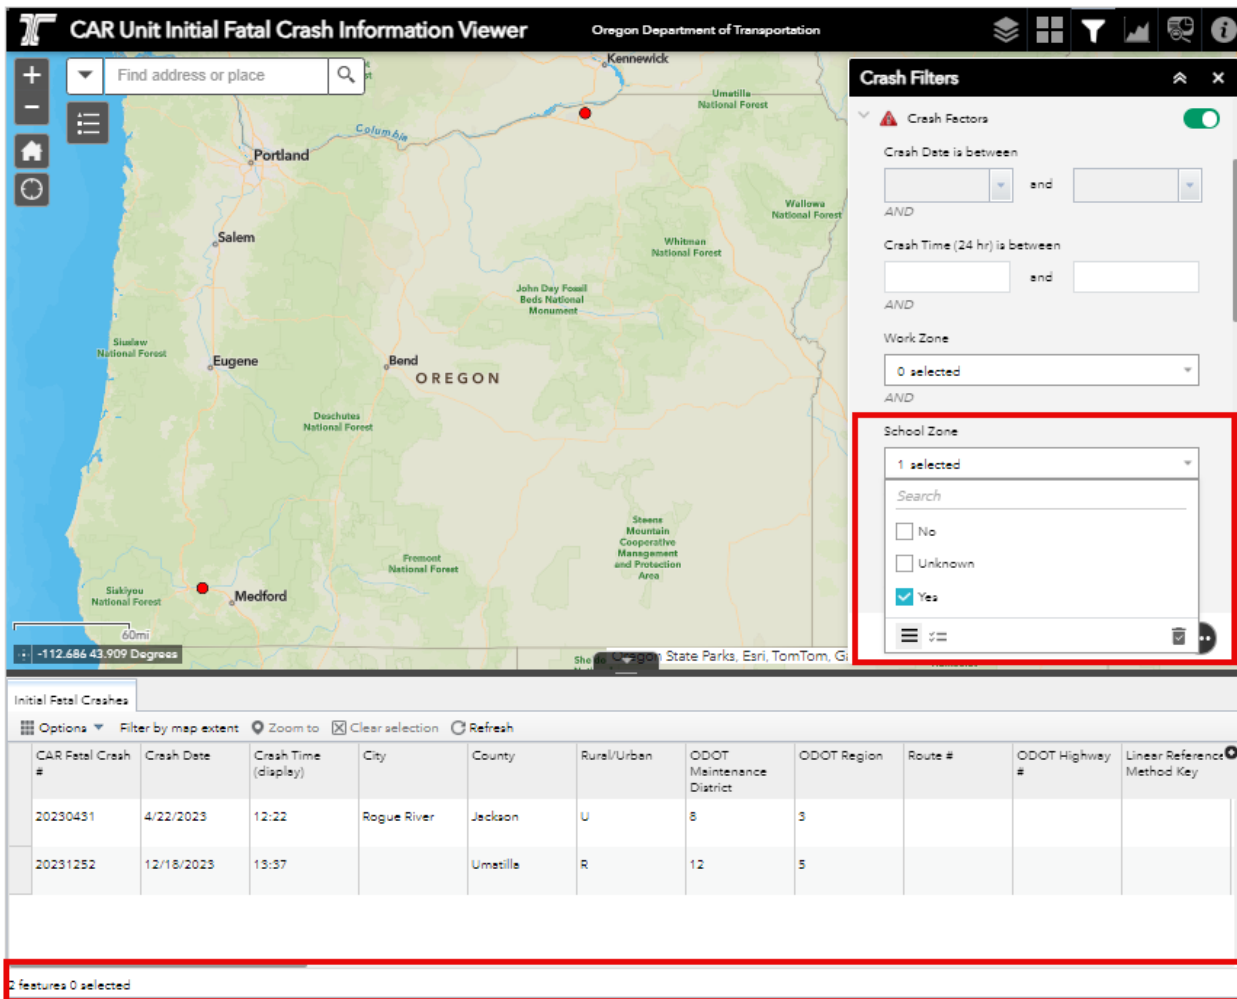 CAR Unit Initial Fatal Crash Information Viewer
Oregon Department of Transportation
Find address or place
Kennewick
Umatilla
National Forest
Columbia
Portland
Wallowa
National Forest
Salem
Whitman
National Forest
John Day Fossil
Beds National
Monument
Siuslaw
National Forest
Eugene
Bend
OREGON
Deschutes
National Forest
Steens
Mountain
Cooperative
Management
and Protection
Area
Fremont
National Forest
Siskiyou
National Forest
Medford
60mi
-112.686 43.909 Degrees
Oregon State Parks, Esri, TomTom, G
Crash Filters
Crash Factors
Crash Date is between
and
AND
Crash Time (24 hr) is between
and
AND
Work Zone
0 selected
AND
School Zone
1 selected
Search
No
Unknown
Yes
Initial Fatal Crashes
Options Filter by map extent Zoom to Clear selection Refresh
CAR Fatal Crash # Crash Date Crash Time (display) City County Rural/Urban ODOT Maintenance District ODOT Region Route # ODOT Highway # Linear Reference Method Key
20230431 4/22/2023 12:22 Rogue River Jackson U 8 3
20231252 12/18/2023 13:37 Umatilla R 12 5
2 features 0 selected